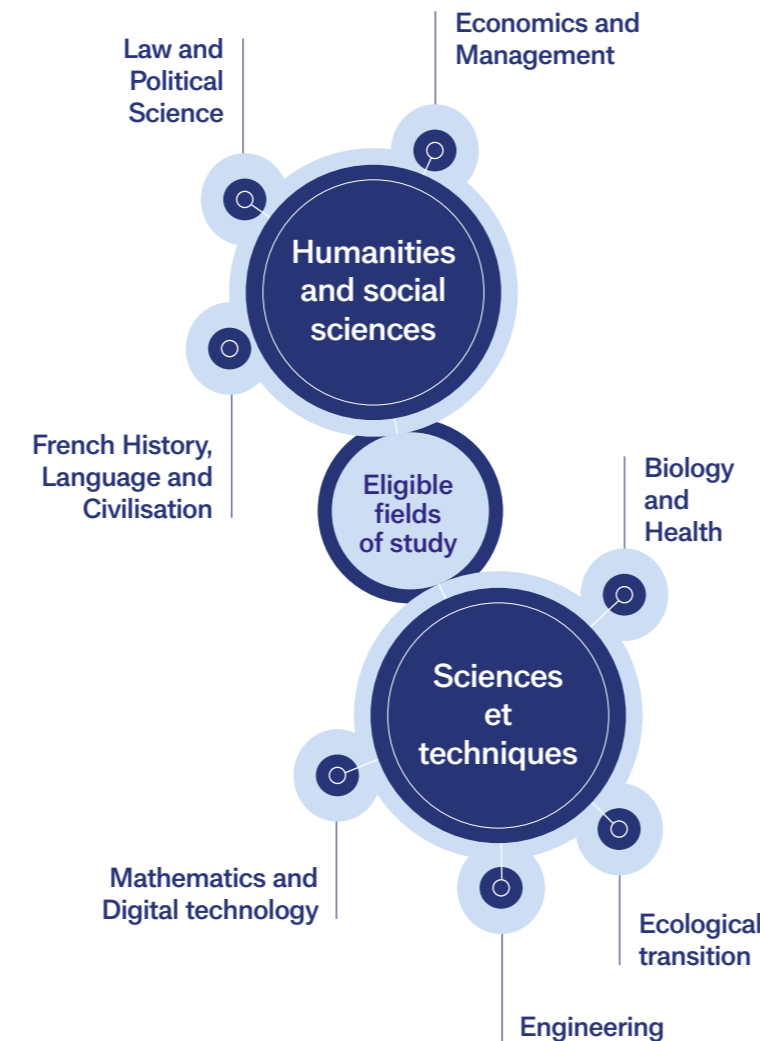 Economics and
Management
Law and
Political
Science
Humanities
and social
sciences
French History,
Language and
Civilisation
Eligible
fields
of study
Biology
and
Health
Sciences
et
techniques
Mathematics and
Digital technology
Ecological
transition
Engineering